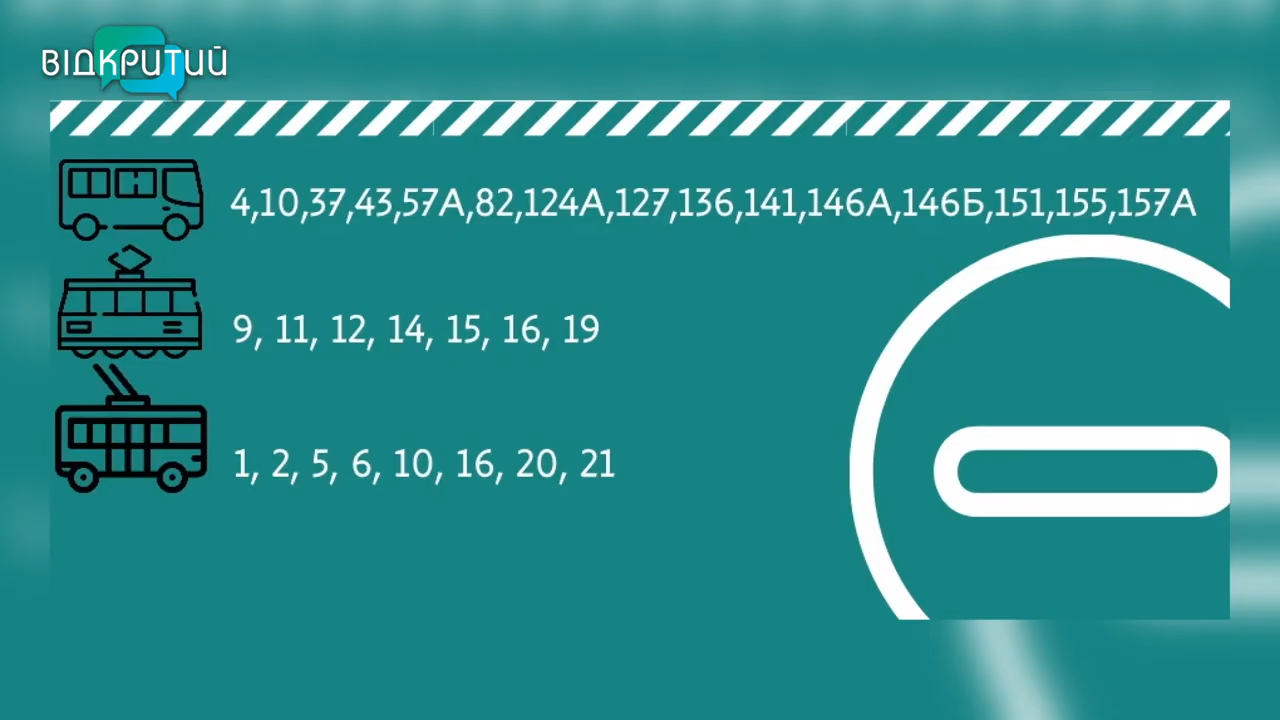 ВІДКРИТИЙ
4,10,37,43,57А,82,124А,127,136,141,146А,146Б,151,155,157А
9, 11, 12, 14, 15, 16, 19
1, 2, 5, 6, 10, 16, 20, 21